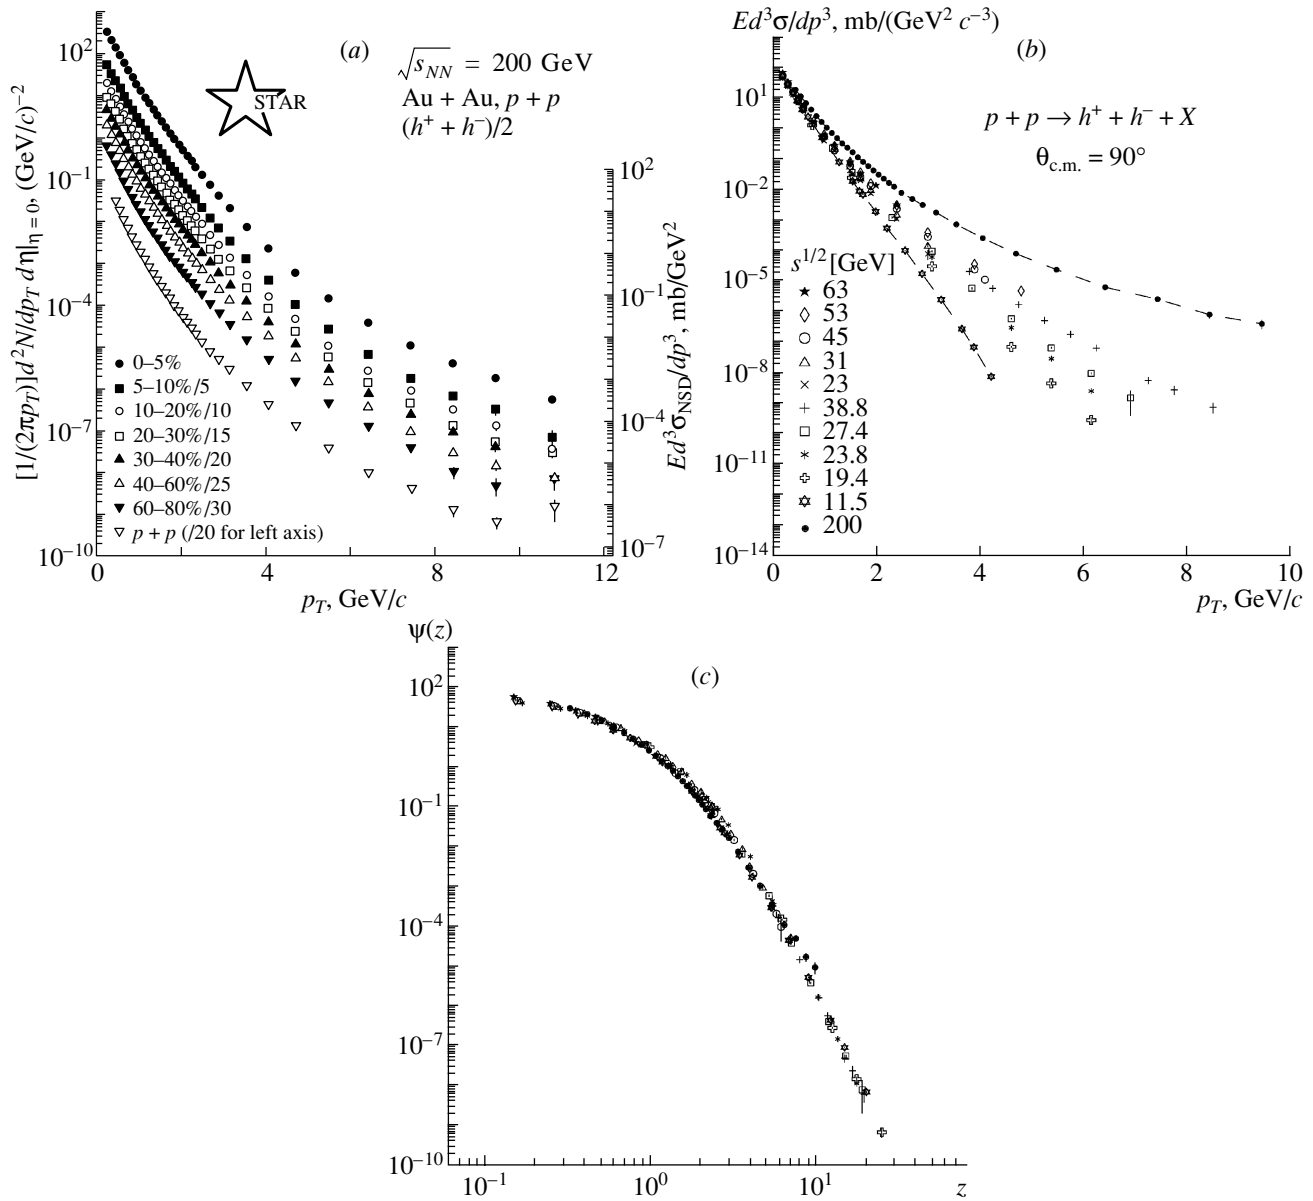 (a)
√s_NN = 200 GeV
Au + Au, p + p
(h⁺ + h⁻)/2
STAR
[1/(2πp_T)]d²N/dp_T dη|η = 0, (GeV/c)⁻²
10²
10⁻¹
10⁻⁴
10⁻⁷
10⁻¹⁰
0–5%
5–10%/5
10–20%/10
20–30%/15
30–40%/20
40–60%/25
60–80%/30
p + p (/20 for left axis)
0 4 8 12
p_T, GeV/c
10²
10⁻¹
10⁻⁴
10⁻⁷
Ed³σ_NSD/dp³, mb/GeV²
Ed³σ/dp³, mb/(GeV² c⁻³)
(b)
p + p → h⁺ + h⁻ + X
θ_c.m. = 90°
10¹
10⁻²
10⁻⁵
10⁻⁸
10⁻¹¹
10⁻¹⁴
s^1/2 [GeV]
63
53
45
31
23
38.8
27.4
23.8
19.4
11.5
200
0 2 4 6 8 10
p_T, GeV/c
ψ(z)
(c)
10²
10⁻¹
10⁻⁴
10⁻⁷
10⁻¹⁰
10⁻¹ 10⁰ 10¹ z